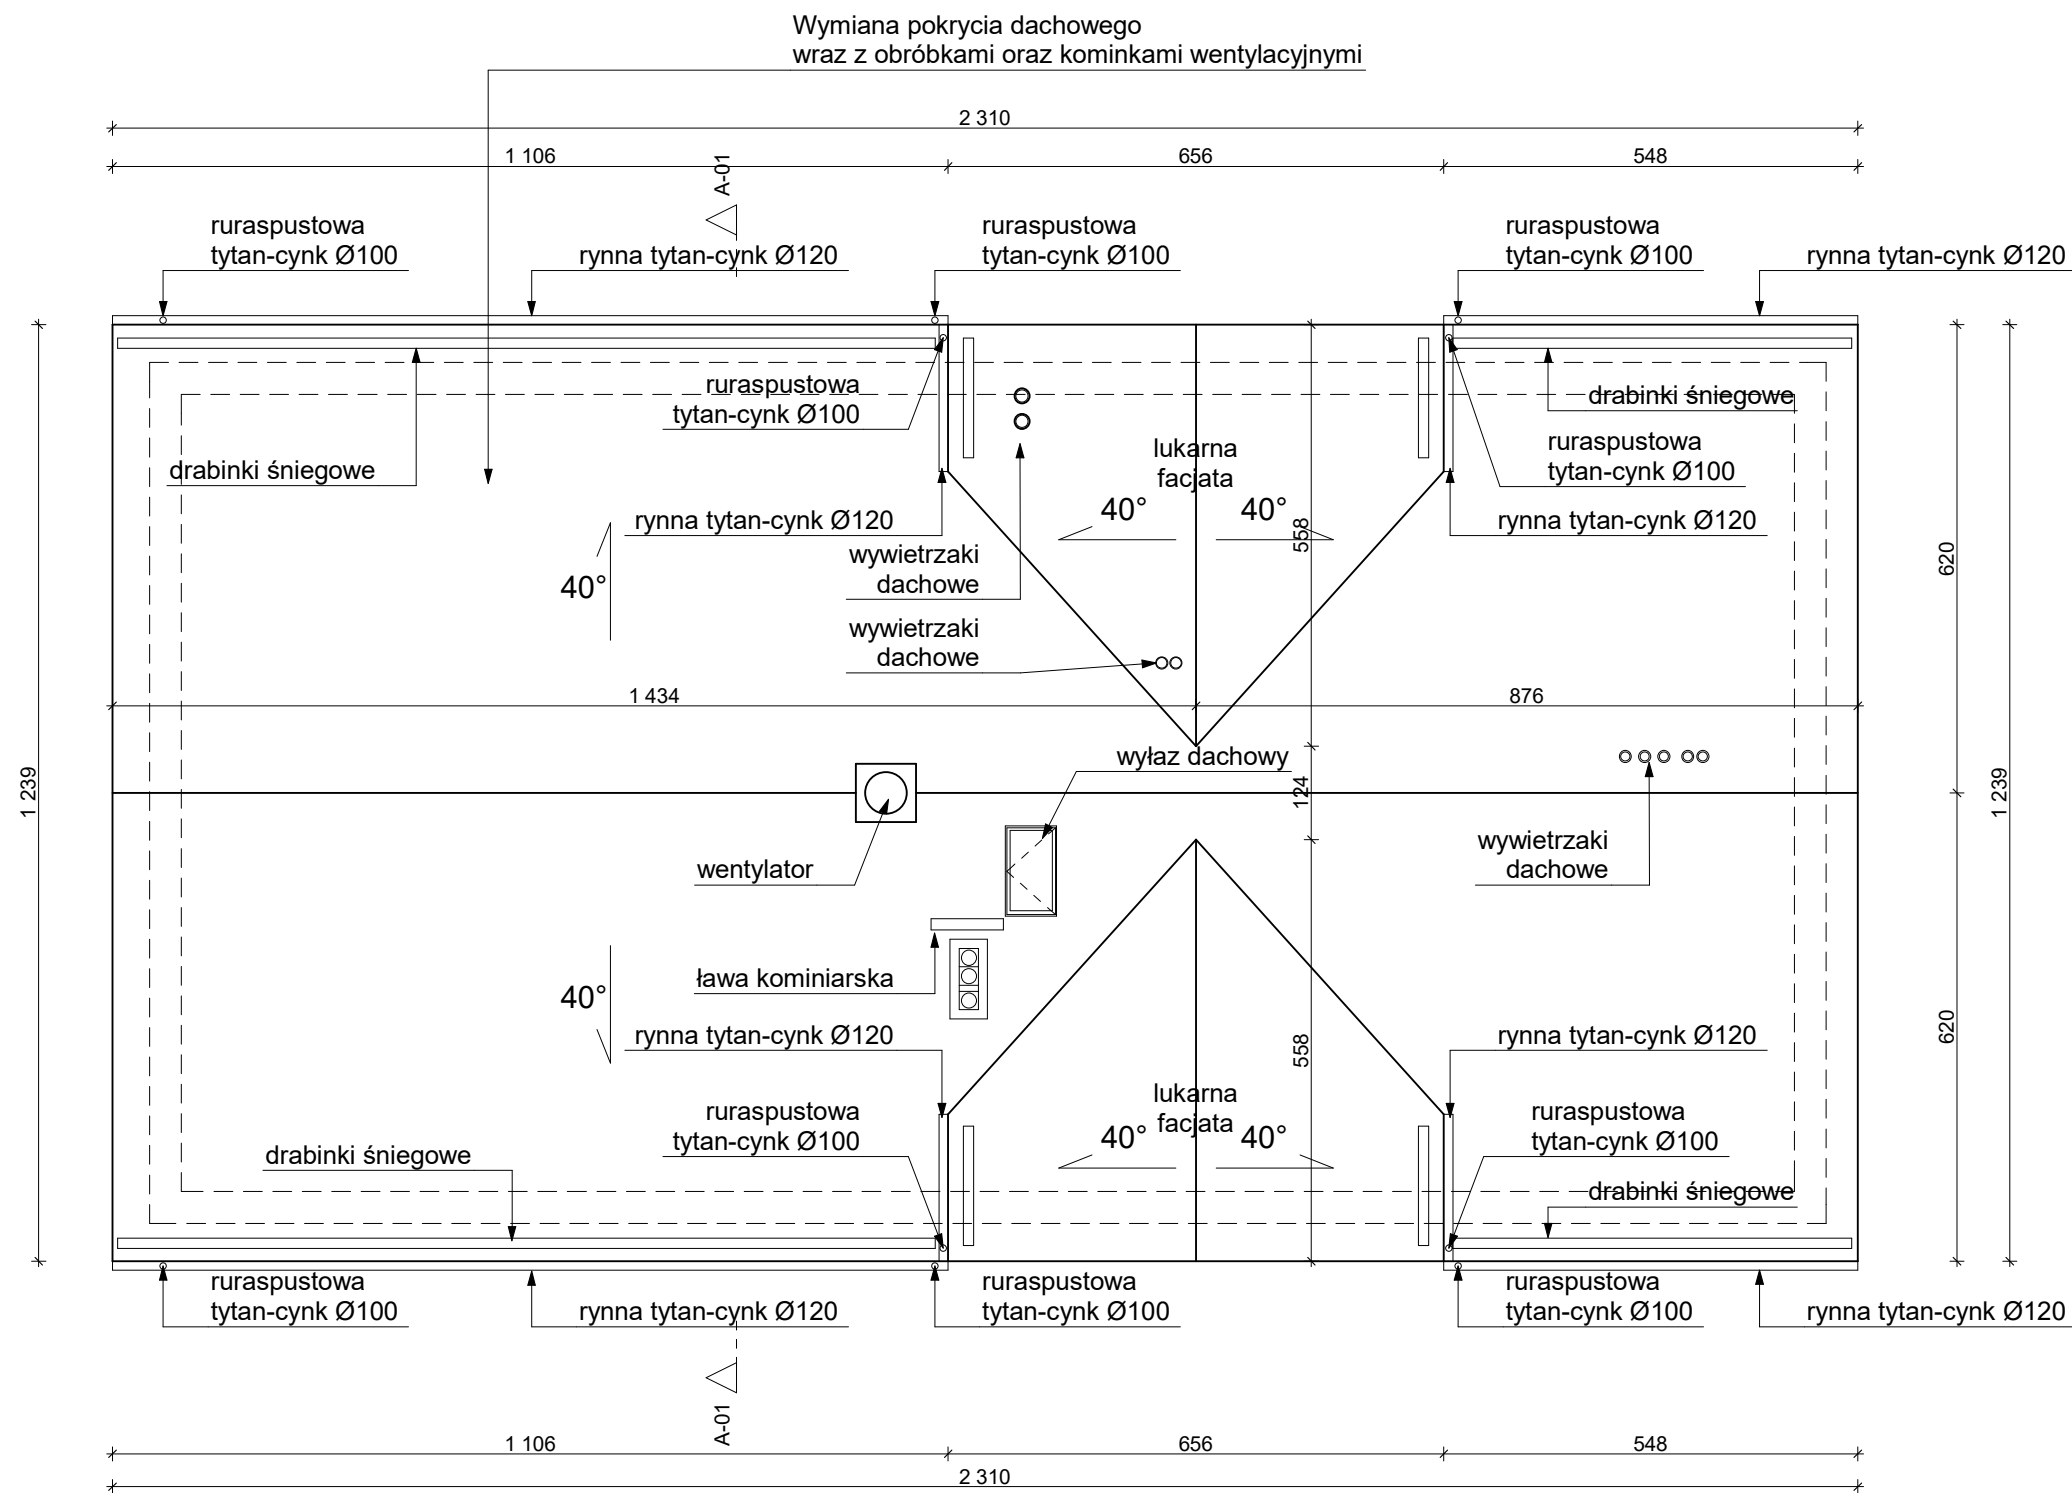 Wymiana pokrycia dachowego
wraz z obróbkami oraz kominkami wentylacyjnymi
2 310
1 106
656
548
A-01
ruraspustowa
tytan-cynk Ø100
rynna tytan-cynk Ø120
ruraspustowa
tytan-cynk Ø100
ruraspustowa
tytan-cynk Ø100
rynna tytan-cynk Ø120
ruraspustowa
tytan-cynk Ø100
drabinki śniegowe
drabinki śniegowe
lukarna
facjata
ruraspustowa
tytan-cynk Ø100
40°
40°
rynna tytan-cynk Ø120
rynna tytan-cynk Ø120
558
620
wywietrzaki
dachowe
40°
wywietrzaki
dachowe
1 434
876
wyłaz dachowy
1 239
124
1 239
wywietrzaki
dachowe
wentylator
ława kominiarska
40°
rynna tytan-cynk Ø120
rynna tytan-cynk Ø120
558
620
lukarna
facjata
40°
40°
ruraspustowa
tytan-cynk Ø100
ruraspustowa
tytan-cynk Ø100
drabinki śniegowe
drabinki śniegowe
ruraspustowa
tytan-cynk Ø100
rynna tytan-cynk Ø120
ruraspustowa
tytan-cynk Ø100
ruraspustowa
tytan-cynk Ø100
rynna tytan-cynk Ø120
A-01
1 106
656
548
2 310